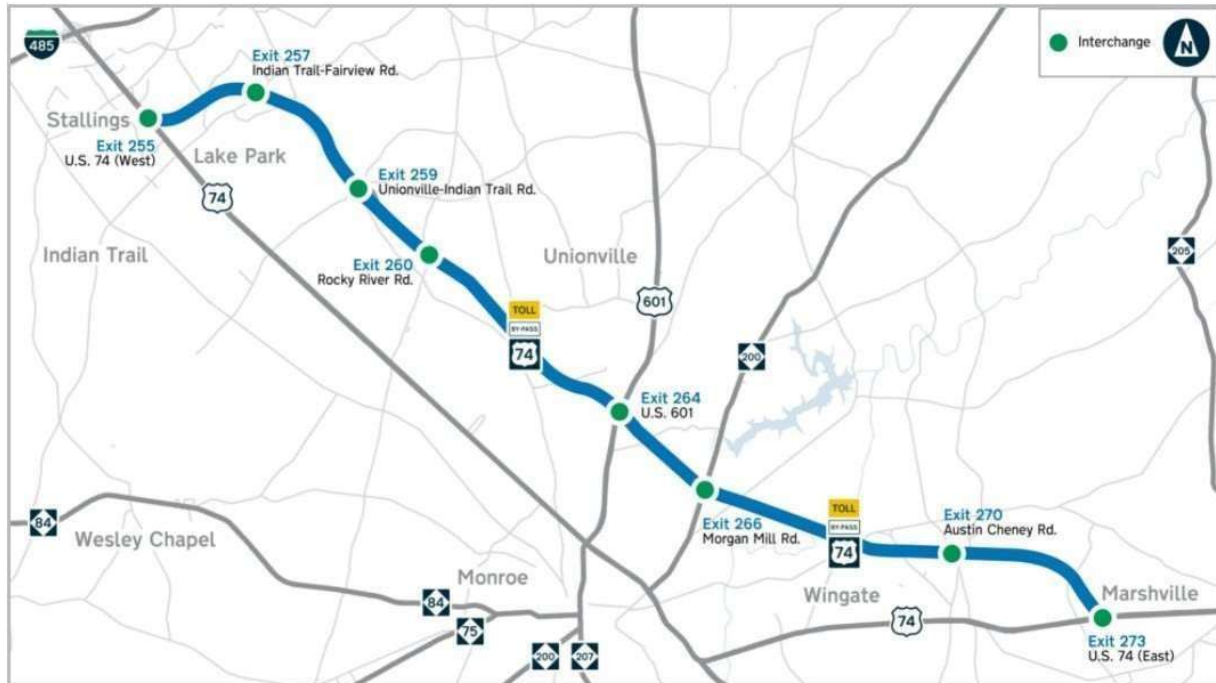 485
Interchange
N
Exit 257
Indian Trail-Fairview Rd.
Stallings
Exit 255
U.S. 74 (West)
Lake Park
74
Exit 259
Unionville-Indian Trail Rd.
Indian Trail
Exit 260
Rocky River Rd.
Unionville
205
601
TOLL
BY-PASS
74
200
Exit 264
U.S. 601
Exit 266
Morgan Mill Rd.
TOLL
BY-PASS
74
Exit 270
Austin Cheney Rd.
84
Wesley Chapel
Monroe
84
75
200
207
Wingate
74
Marshville
Exit 273
U.S. 74 (East)